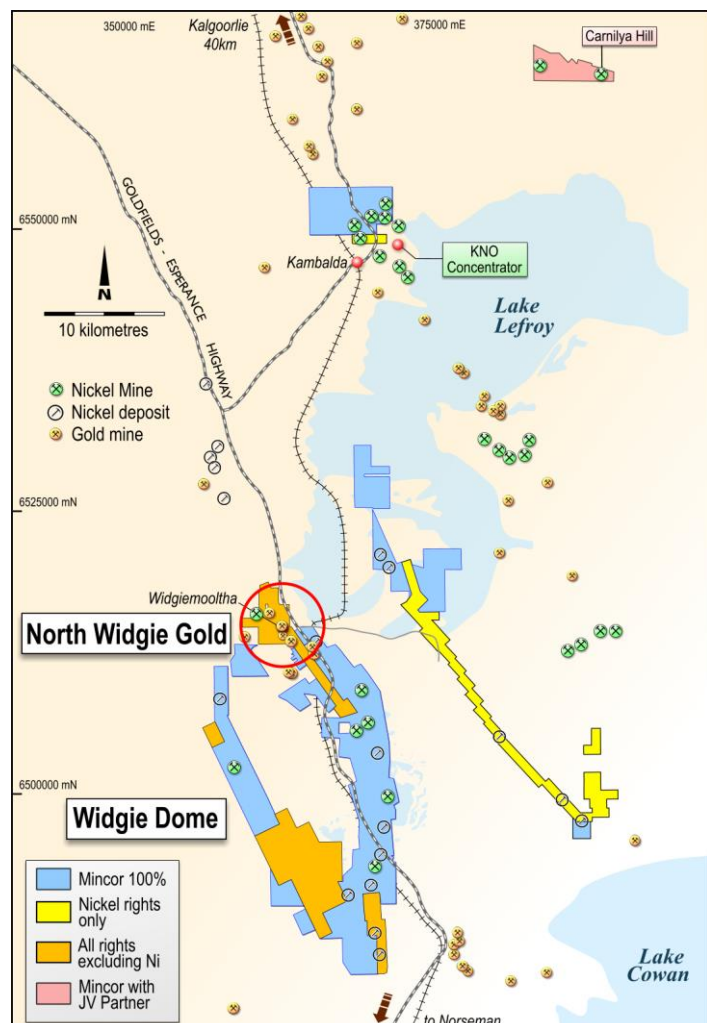 350000 mE
375000 mE
Kalgoorlie
40km
Carnilya Hill
6550000 mN
GOLDFIELDS - ESPERANCE HIGHWAY
KNO
Concentrator
Kambalda
N
10 kilometres
Lake
Lefroy
Nickel Mine
Nickel deposit
Gold mine
6525000 mN
Widgiemooltha
North Widgie Gold
6500000 mN
Widgie Dome
Mincor 100%
Nickel rights
only
All rights
excluding Ni
Mincor with
JV Partner
Lake
Cowan
to Norseman